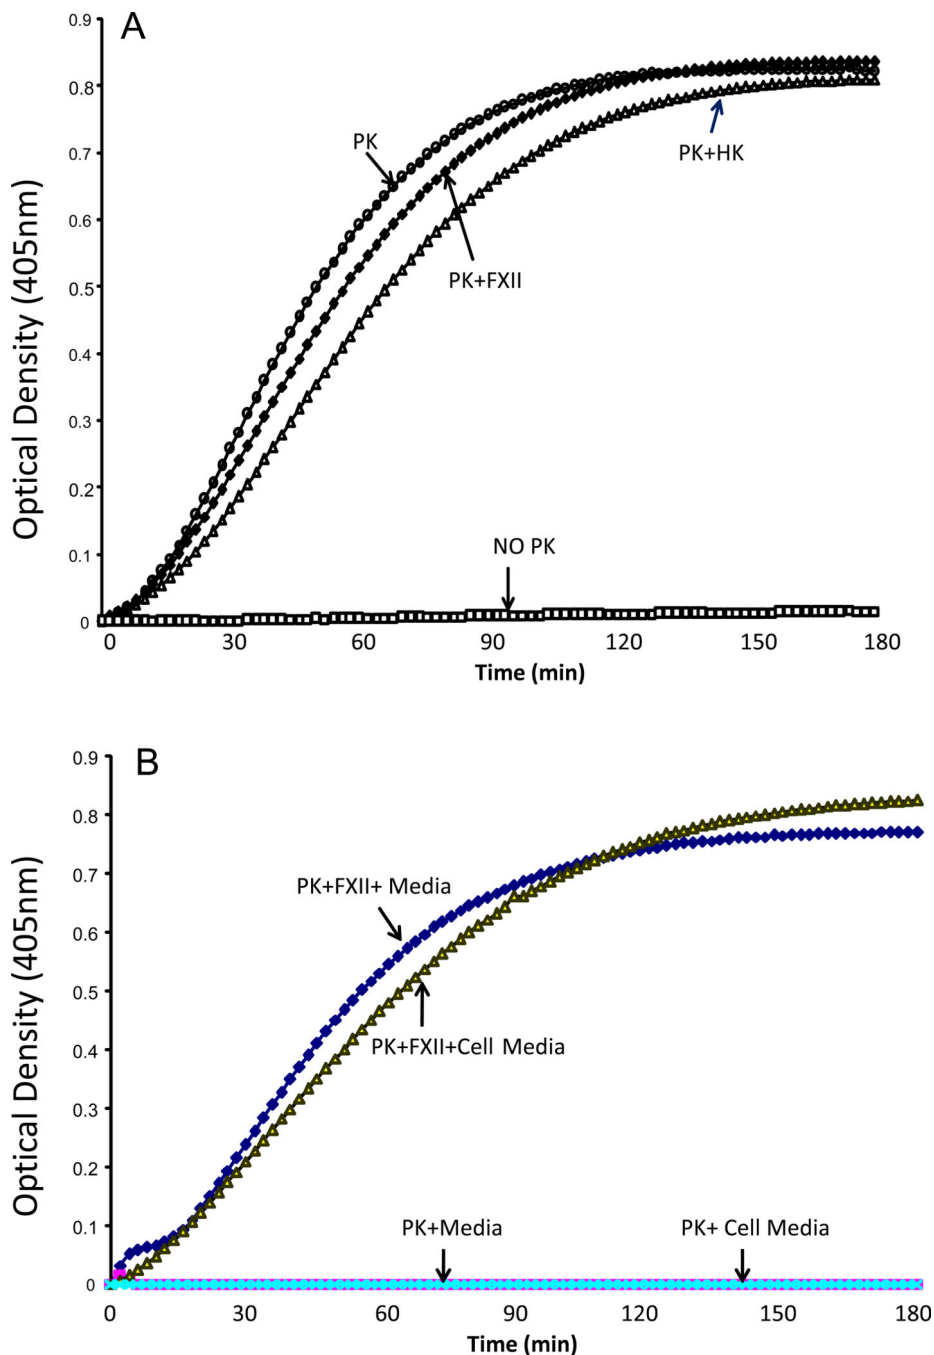 A
0.9
0.8
0.7
0.6
0.5
0.4
0.3
0.2
0.1
0
Optical Density (405nm)
PK
PK+HK
PK+FXII
NO PK
0 30 60 90 120 150 180
Time (min)
B
0.9
0.8
0.7
0.6
0.5
0.4
0.3
0.2
0.1
0
Optical Density (405nm)
PK+FXII+ Media
PK+FXII+Cell Media
PK+Media
PK+ Cell Media
0 30 60 90 120 150 180
Time (min)